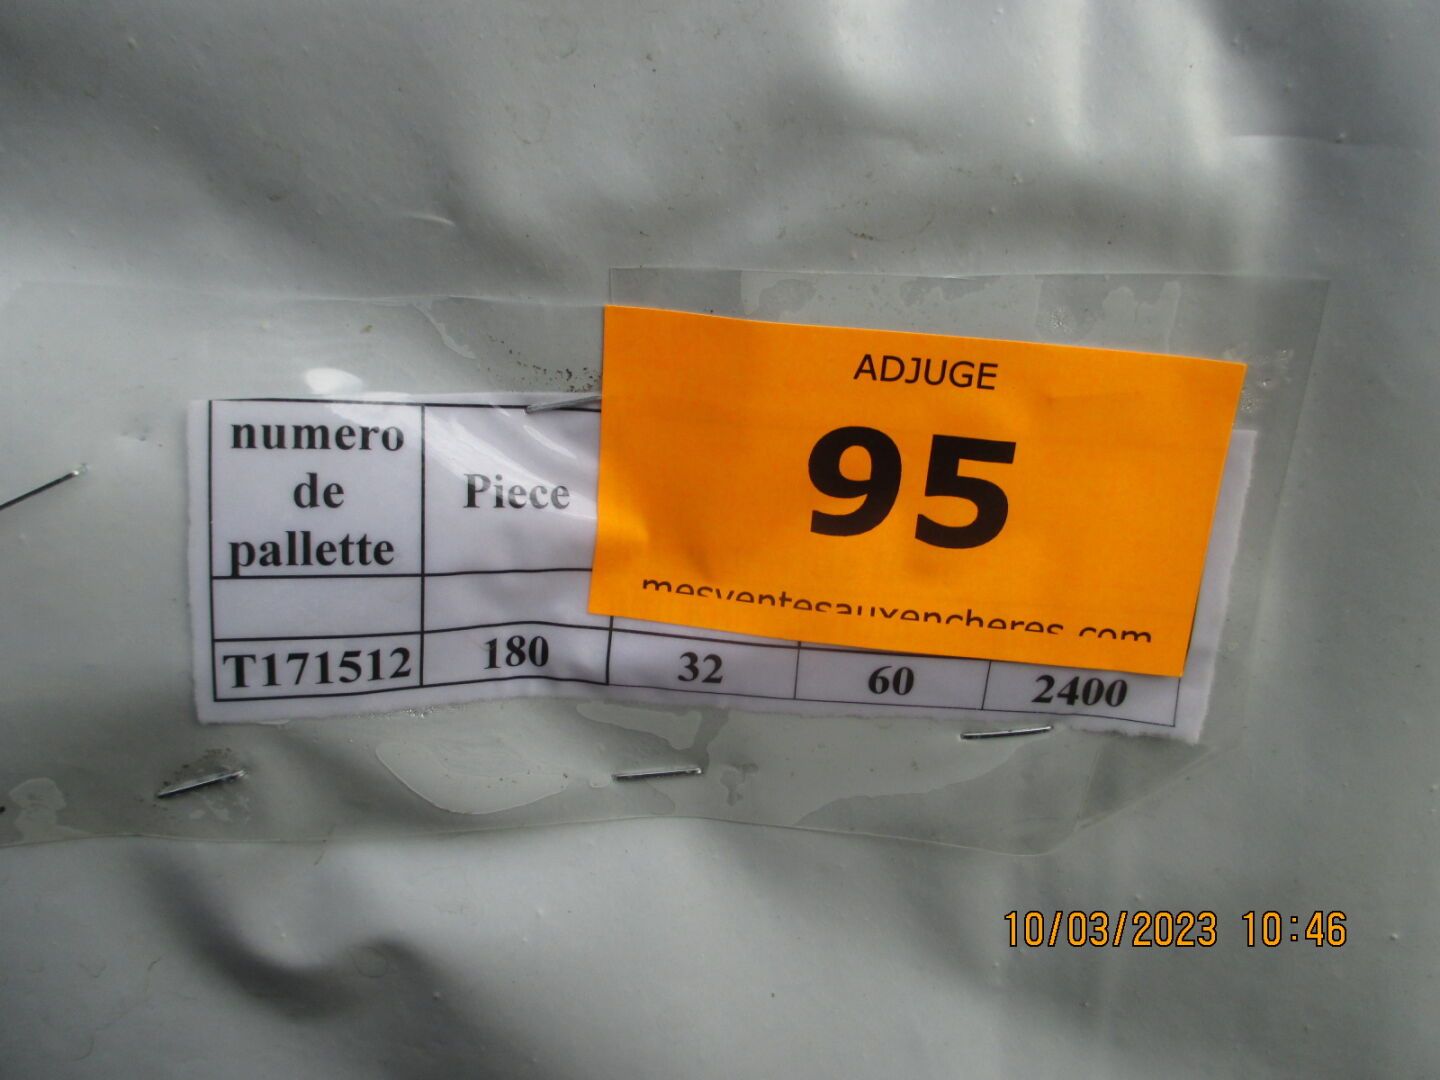 numero
de
pallette
Piece
T171512 180 32 60 2400
ADJUGE
95
mesventesauxencheres.com
10/03/2023 10:46